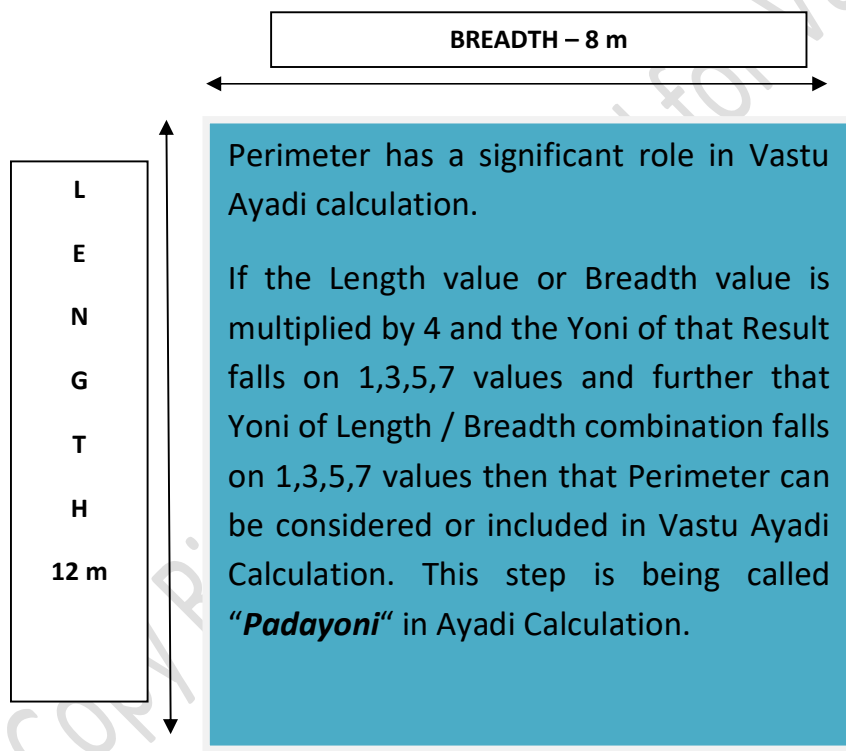 BREADTH – 8 m
L
E
N
G
T
H
12 m
Perimeter has a significant role in Vastu
Ayadi calculation.
If the Length value or Breadth value is
multiplied by 4 and the Yoni of that Result
falls on 1,3,5,7 values and further that
Yoni of Length / Breadth combination falls
on 1,3,5,7 values then that Perimeter can
be considered or included in Vastu Ayadi
Calculation. This step is being called
“Padayoni“ in Ayadi Calculation.